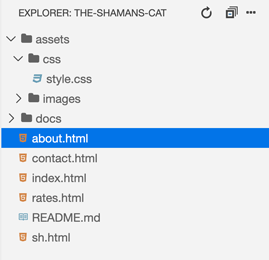 EXPLORER: THE-SHAMANS-CAT
assets
css
style.css
images
docs
about.html
contact.html
index.html
rates.html
README.md
sh.html